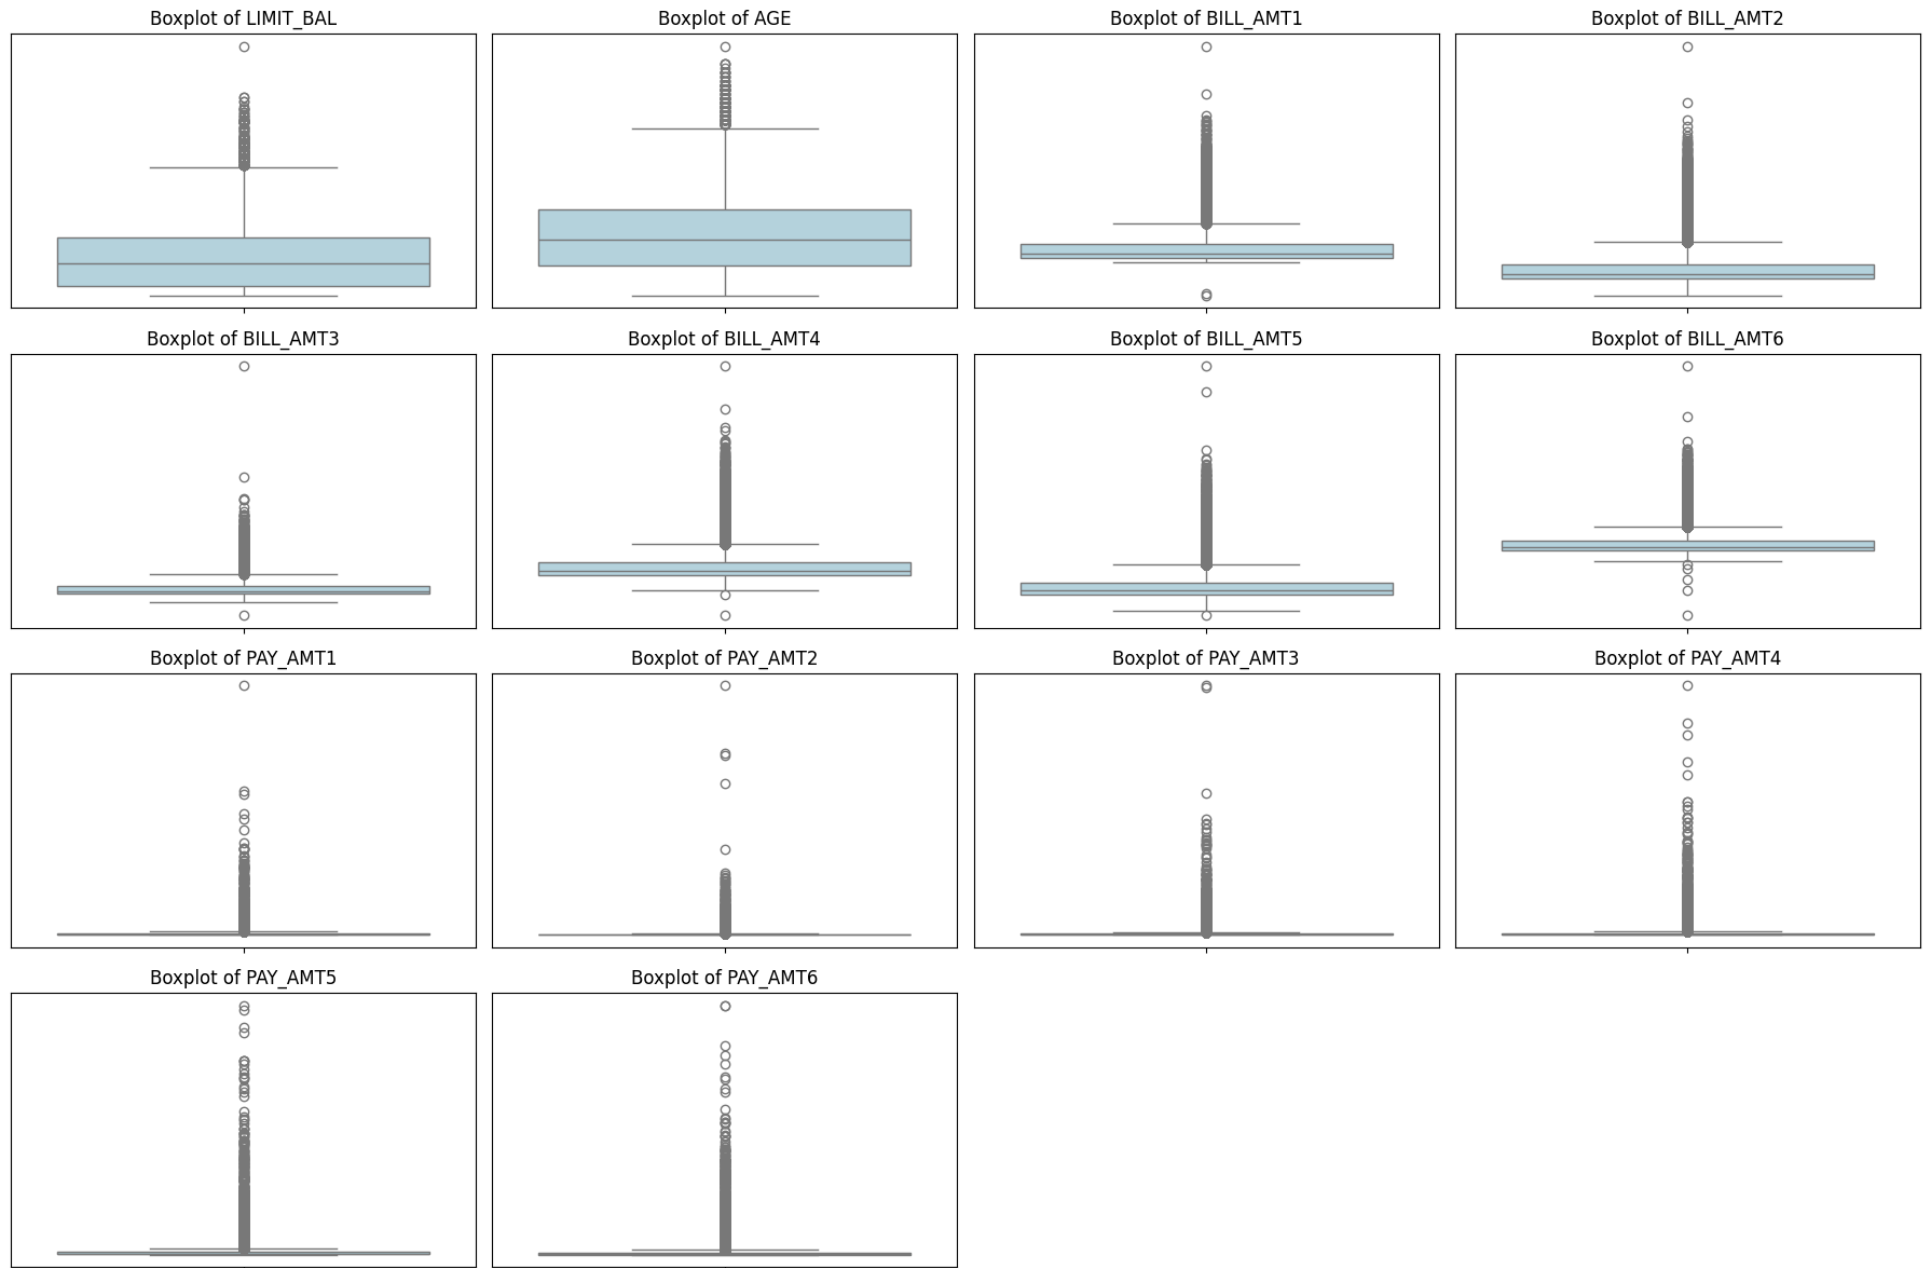 Boxplot of LIMIT_BAL
Boxplot of AGE
Boxplot of BILL_AMT1
Boxplot of BILL_AMT2
Boxplot of BILL_AMT3
Boxplot of BILL_AMT4
Boxplot of BILL_AMT5
Boxplot of BILL_AMT6
Boxplot of PAY_AMT1
Boxplot of PAY_AMT2
Boxplot of PAY_AMT3
Boxplot of PAY_AMT4
Boxplot of PAY_AMT5
Boxplot of PAY_AMT6